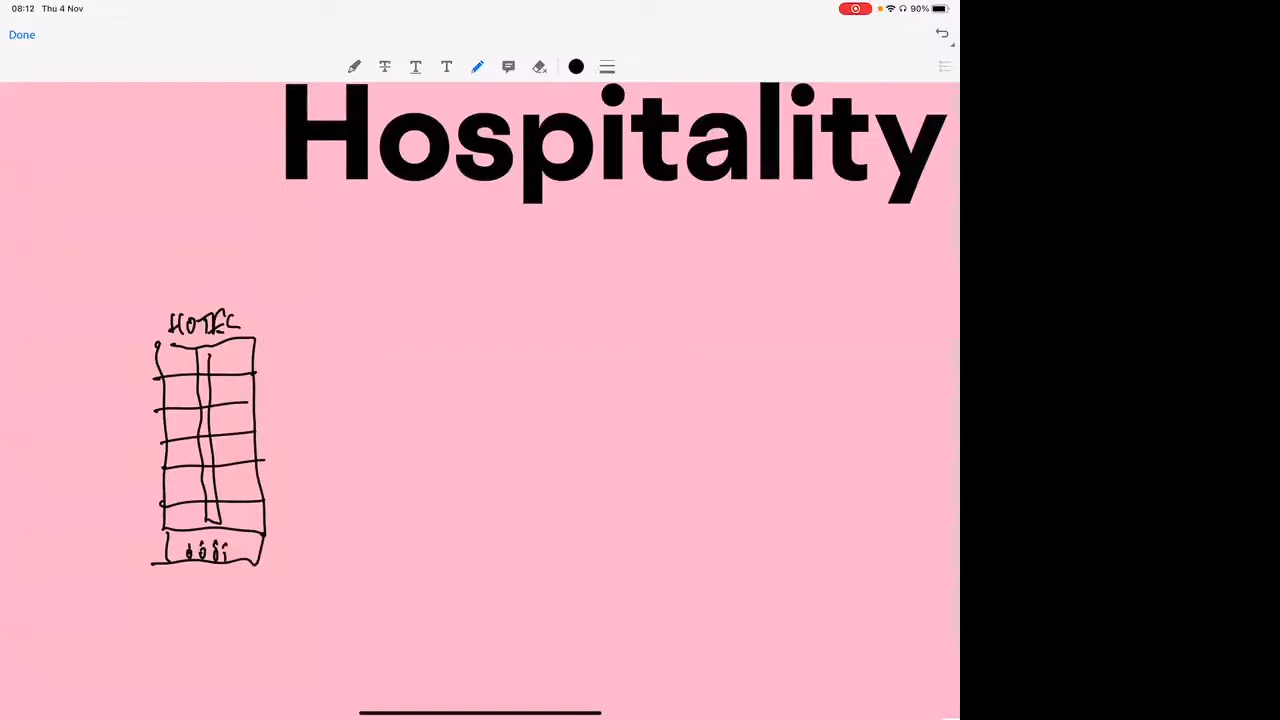 08:12 Thu 4 Nov 90%
Done
T T T
Hospitality
HOTEL